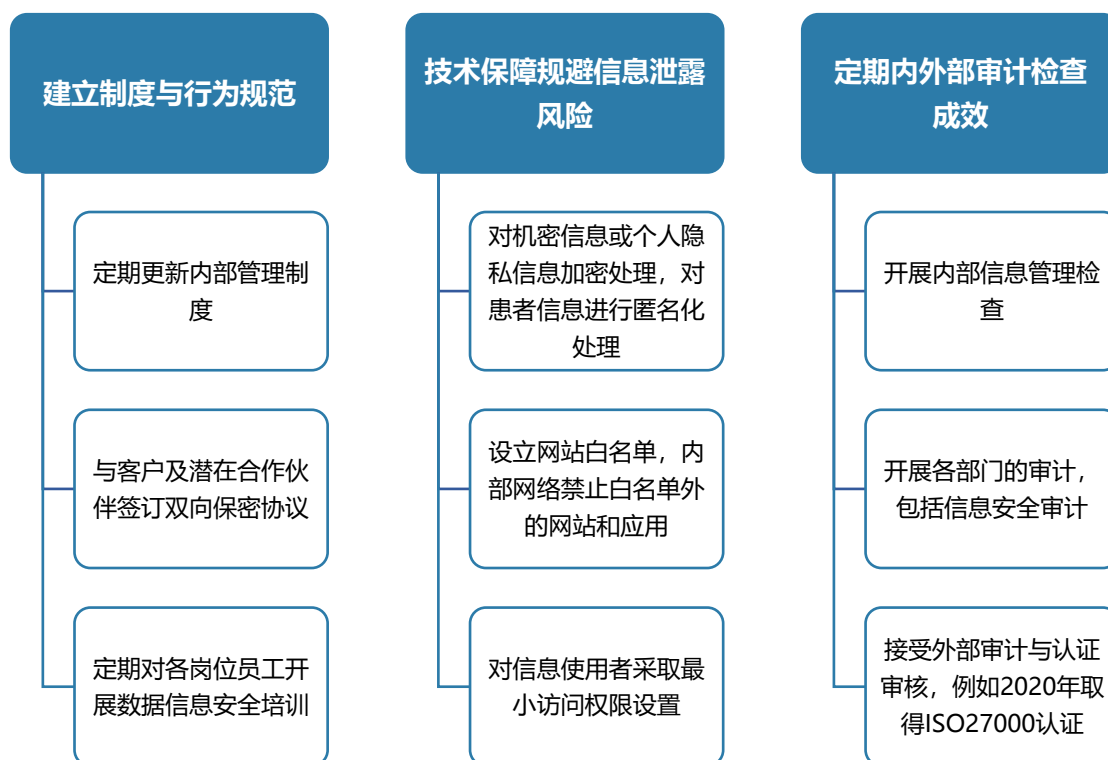 建立制度与行为规范
定期更新内部管理制
度
与客户及潜在合作伙
伴签订双向保密协议
定期对各岗位员工开
展数据信息安全培训
技术保障规避信息泄露
风险
对机密信息或个人隐
私信息加密处理，对
患者信息进行匿名化
处理
设立网站白名单，内
部网络禁止白名单外
的网站和应用
对信息使用者采取最
小访问权限设置
定期内外部审计检查
成效
开展内部信息管理检
查
开展各部门的审计，
包括信息安全审计
接受外部审计与认证
审核，例如2020年取
得ISO27000认证